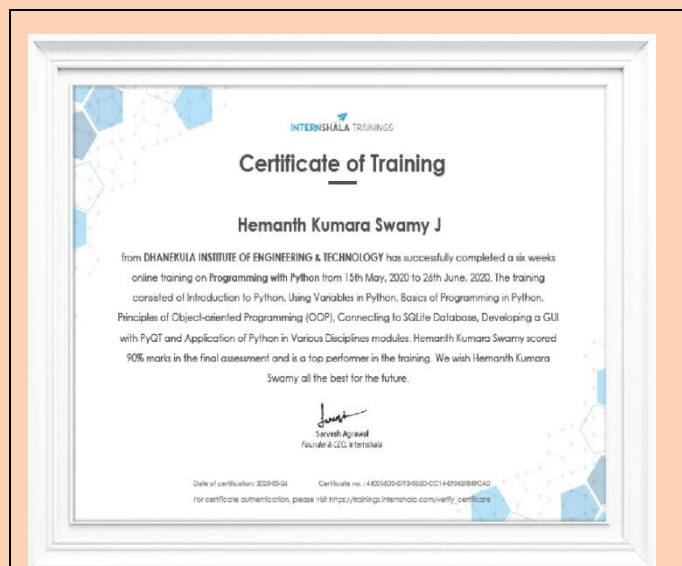 INTERNSHALA TRAININGS
Certificate of Training
Hemanth Kumara Swamy J
from DHANEKULA INSTITUTE OF ENGINEERING & TECHNOLOGY has successfully completed a six weeks
online training on Programming with Python from 15th May, 2020 to 26th June, 2020. The training
consisted of Introduction to Python, Using Variables in Python, Basics of Programming in Python,
Principles of Object-oriented Programming (OOP), Connecting to SQLite Database, Developing a GUI
with PyQT and Application of Python in Various Disciplines modules. Hemanth Kumara Swamy scored
90% marks in the final assessment and is a top performer in the training. We wish Hemanth Kumara
Swamy all the best for the future.
Sarvesh Agrawal
Founder & CEO, Internshala
Date of certification: Certificate no. :
For certificate authentication, please visit https://trainings.internshala.com/verify_certificate